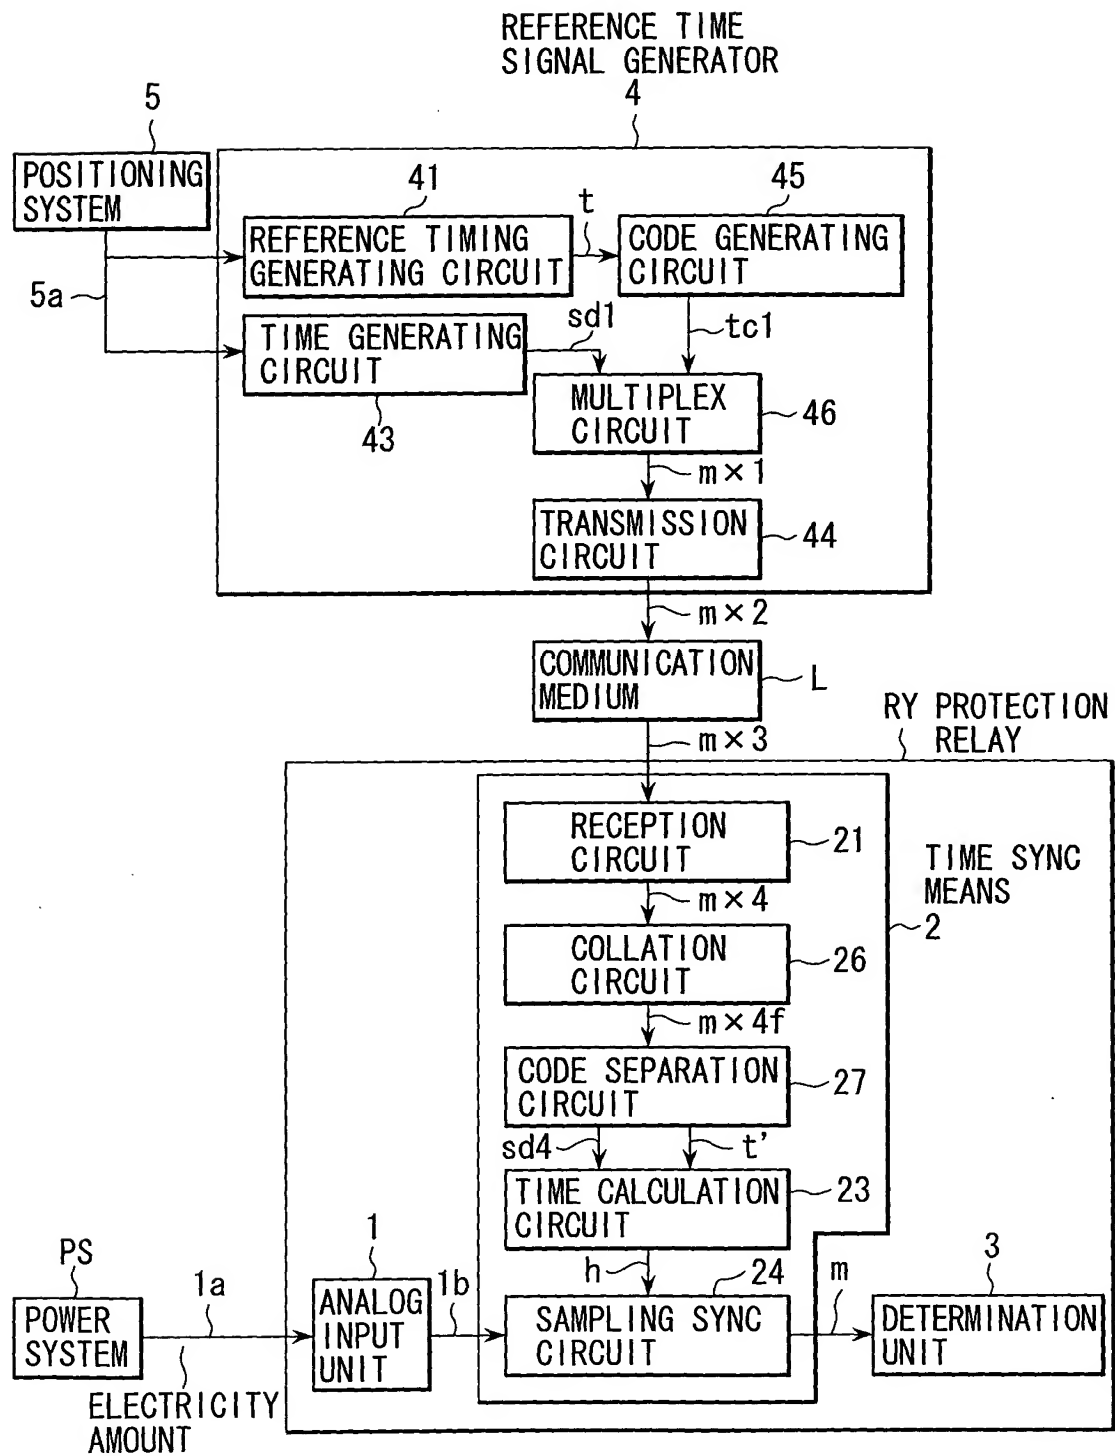 REFERENCE TIME
SIGNAL GENERATOR
4
5
POSITIONING
SYSTEM
5a
41
REFERENCE TIMING
GENERATING CIRCUIT
t
45
CODE GENERATING
CIRCUIT
TIME GENERATING
CIRCUIT
43
sd1
tc1
MULTIPLEX
CIRCUIT
46
m×1
TRANSMISSION
CIRCUIT
44
m×2
COMMUNICATION
MEDIUM
L
m×3
RY PROTECTION
RELAY
RECEPTION
CIRCUIT
21
TIME SYNC
MEANS
2
m×4
COLLATION
CIRCUIT
26
m×4f
CODE SEPARATION
CIRCUIT
27
sd4
t'
TIME CALCULATION
CIRCUIT
23
h
24
PS
POWER
SYSTEM
1a
ELECTRICITY
AMOUNT
1
ANALOG
INPUT
UNIT
1b
SAMPLING SYNC
CIRCUIT
m
3
DETERMINATION
UNIT